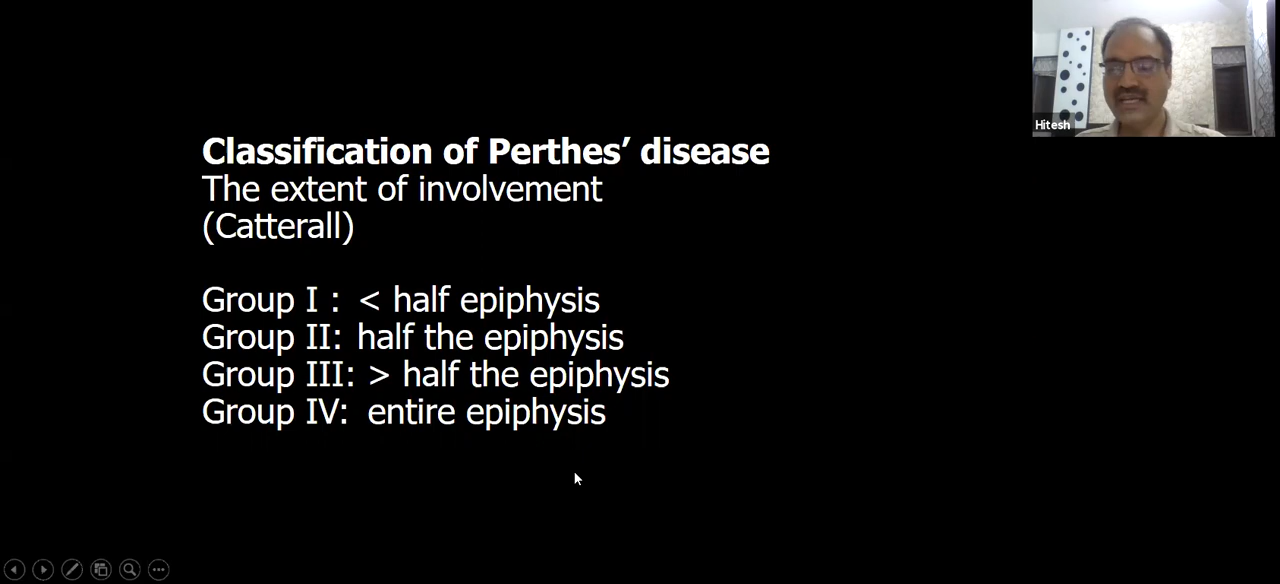 Classification of Perthes’ disease
The extent of involvement
(Catterall)
Group I : < half epiphysis
Group II: half the epiphysis
Group III: > half the epiphysis
Group IV: entire epiphysis
Hitesh